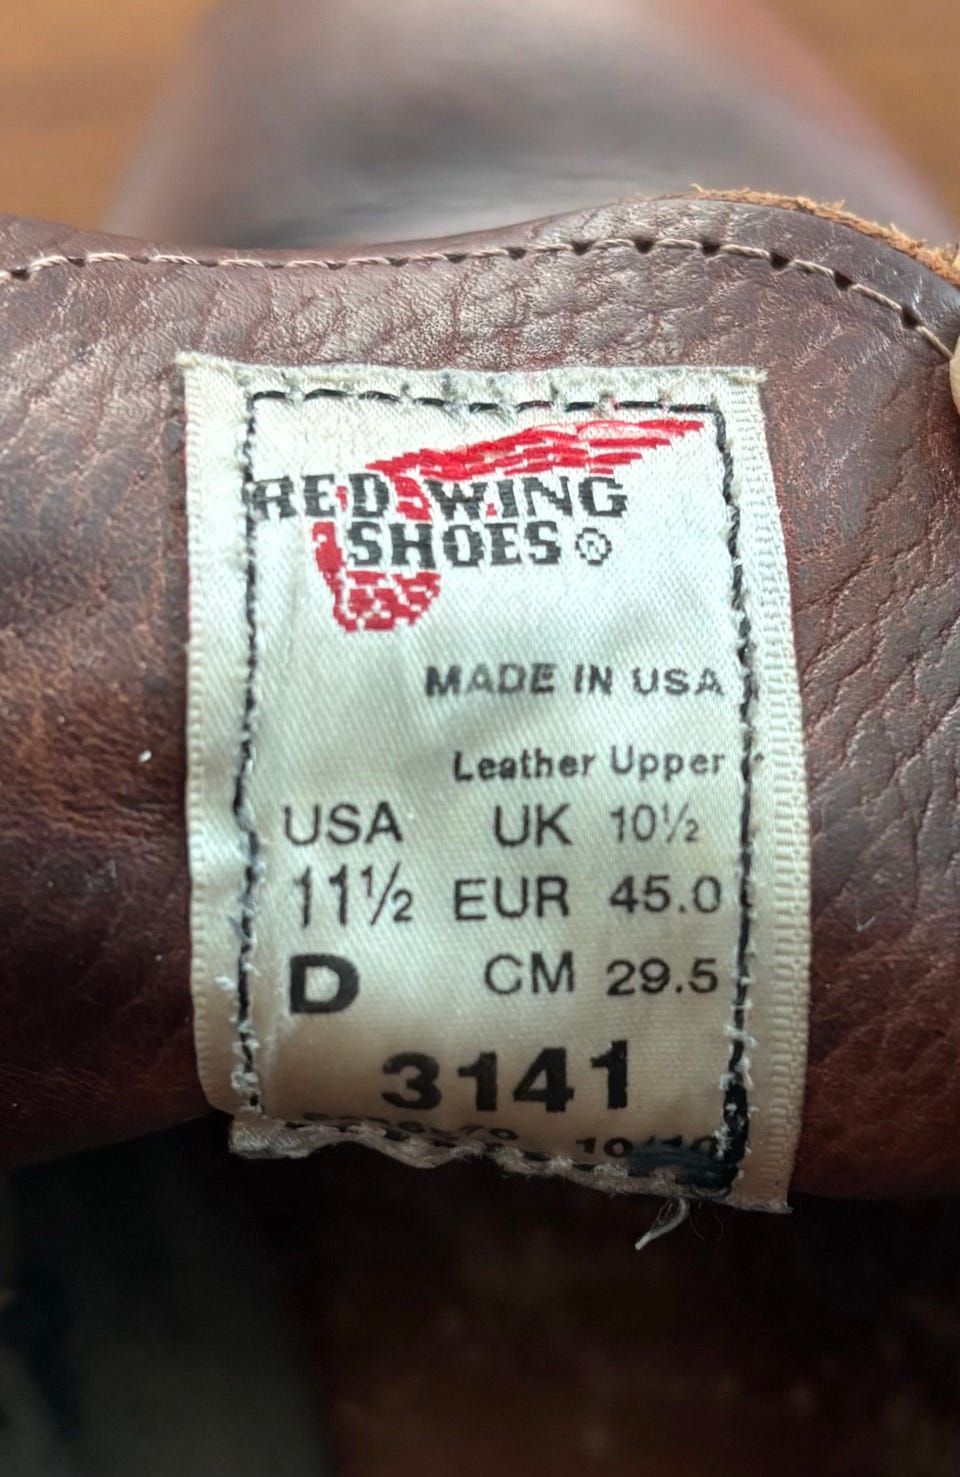 RED WING
SHOES ®
MADE IN USA
Leather Upper
USA UK 10½
11½ EUR 45.0
D CM 29.5
3141